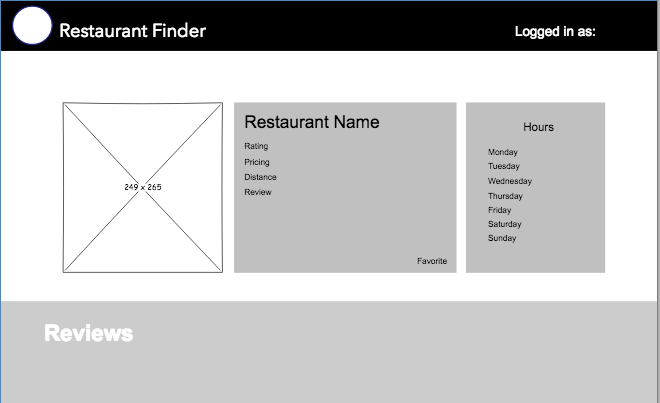 Restaurant Finder
Logged in as:
249 x 265
Restaurant Name
Rating
Pricing
Distance
Review
Favorite
Hours
Monday
Tuesday
Wednesday
Thursday
Friday
Saturday
Sunday
Reviews